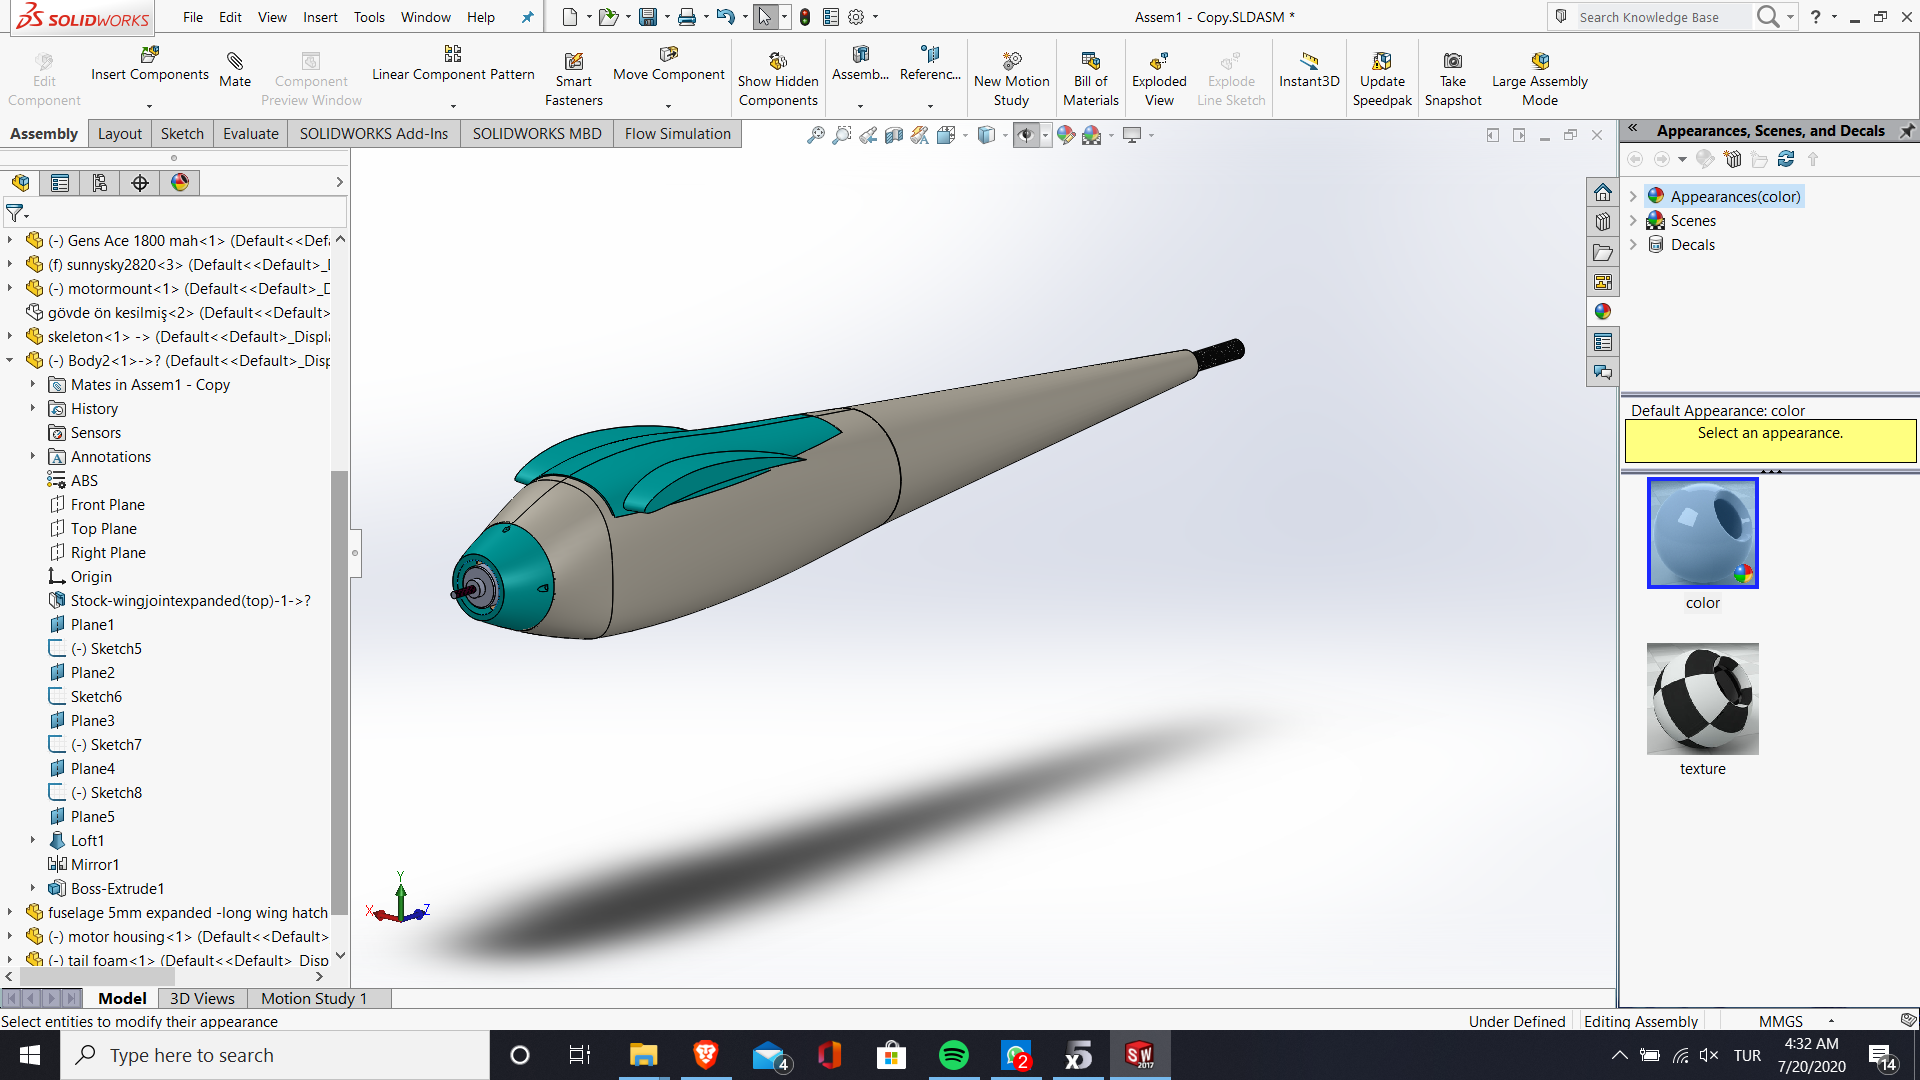 SOLIDWORKS
File Edit View Insert Tools Window Help
Assem1 - Copy.SLDASM *
Search Knowledge Base
?
Edit Component
Insert Components
Mate
Component Preview Window
Linear Component Pattern
Smart Fasteners
Move Component
Show Hidden Components
Assemb...
Referenc...
New Motion Study
Bill of Materials
Exploded View
Explode Line Sketch
Instant3D
Update Speedpak
Take Snapshot
Large Assembly Mode
Assembly Layout Sketch Evaluate SOLIDWORKS Add-Ins SOLIDWORKS MBD Flow Simulation
(-) Gens Ace 1800 mah<1> (Default<<Def
(f) sunnysky2820<3> (Default<<Default>_
(-) motormount<1> (Default<<Default>_D
gövde ön kesilmiş<2> (Default<<Default>
skeleton<1> -> (Default<<Default>_Displ
(-) Body2<1>->? (Default<<Default>_Disp
Mates in Assem1 - Copy
History
Sensors
Annotations
ABS
Front Plane
Top Plane
Right Plane
Origin
Stock-wingjointexpanded(top)-1->?
Plane1
(-) Sketch5
Plane2
Sketch6
Plane3
(-) Sketch7
Plane4
(-) Sketch8
Plane5
Loft1
Mirror1
Boss-Extrude1
fuselage 5mm expanded -long wing hatch
(-) motor housing<1> (Default<<Default>
(-) tail foam<1> (Default<<Default>_Disp
Y
X
Z
Model 3D Views Motion Study 1
Select entities to modify their appearance
Under Defined Editing Assembly MMGS
Appearances, Scenes, and Decals
Appearances(color)
Scenes
Decals
Default Appearance: color
Select an appearance.
color
texture
Type here to search
4
2
x5
SW
2017
TUR
4:32 AM
7/20/2020
14